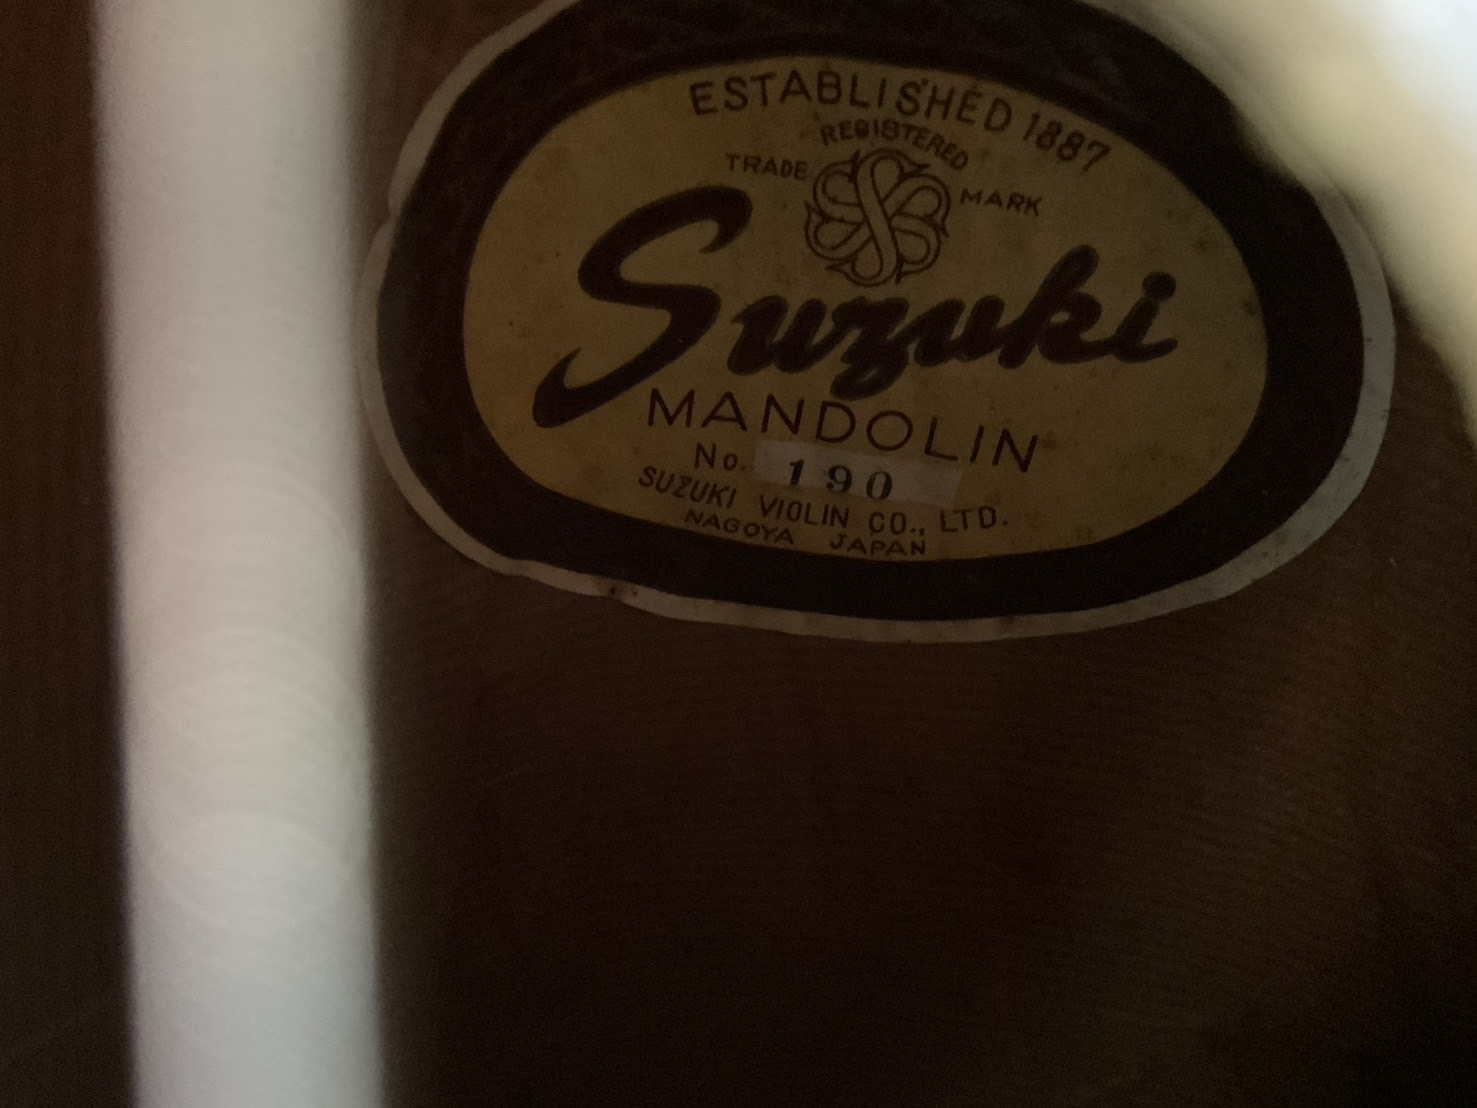 ESTABLISHED 1887
REGISTERED
TRADE MARK
Suzuki
MANDOLIN
No. 190
SUZUKI VIOLIN CO., LTD.
NAGOYA JAPAN